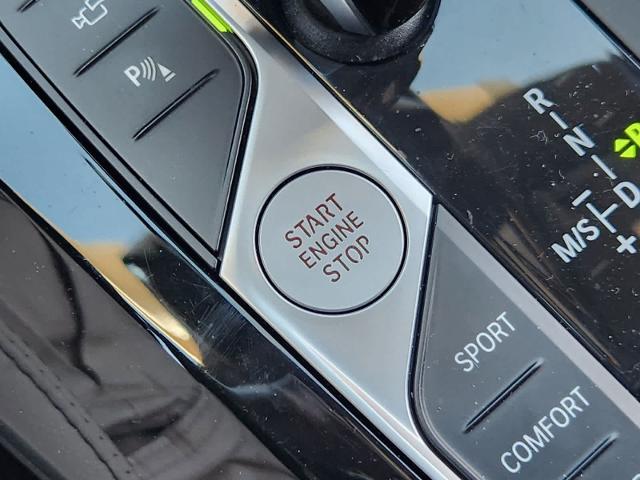 P
START
ENGINE
STOP
SPORT
COMFORT
R
N
D
M/S
-
+
P